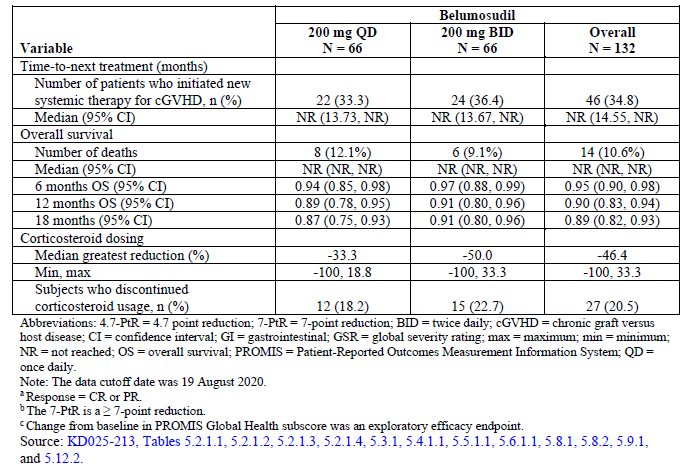 Belumosudil
Variable 200 mg QD N = 66 200 mg BID N = 66 Overall N = 132
Time-to-next treatment (months)
Number of patients who initiated new
systemic therapy for cGVHD, n (%) 22 (33.3) 24 (36.4) 46 (34.8)
Median (95% CI) NR (13.73, NR) NR (13.67, NR) NR (14.55, NR)
Overall survival
Number of deaths 8 (12.1%) 6 (9.1%) 14 (10.6%)
Median (95% CI) NR (NR, NR) NR (NR, NR) NR (NR, NR)
6 months OS (95% CI) 0.94 (0.85, 0.98) 0.97 (0.88, 0.99) 0.95 (0.90, 0.98)
12 months OS (95% CI) 0.89 (0.78, 0.95) 0.91 (0.80, 0.96) 0.90 (0.83, 0.94)
18 months (95% CI) 0.87 (0.75, 0.93) 0.91 (0.80, 0.96) 0.89 (0.82, 0.93)
Corticosteroid dosing
Median greatest reduction (%) -33.3 -50.0 -46.4
Min, max -100, 18.8 -100, 33.3 -100, 33.3
Subjects who discontinued
corticosteroid usage, n (%) 12 (18.2) 15 (22.7) 27 (20.5)
Abbreviations: 4.7-PtR = 4.7 point reduction; 7-PtR = 7-point reduction; BID = twice daily; cGVHD = chronic graft versus
host disease; CI = confidence interval; GI = gastrointestinal; GSR = global severity rating; max = maximum; min = minimum;
NR = not reached; OS = overall survival; PROMIS = Patient-Reported Outcomes Measurement Information System; QD =
once daily.
Note: The data cutoff date was 19 August 2020.
a Response = CR or PR.
b The 7-PtR is a ≥ 7-point reduction.
c Change from baseline in PROMIS Global Health subscore was an exploratory efficacy endpoint.
Source: KD025-213, Tables 5.2.1.1, 5.2.1.2, 5.2.1.3, 5.2.1.4, 5.3.1, 5.4.1.1, 5.5.1.1, 5.6.1.1, 5.8.1, 5.8.2, 5.9.1,
and 5.12.2.